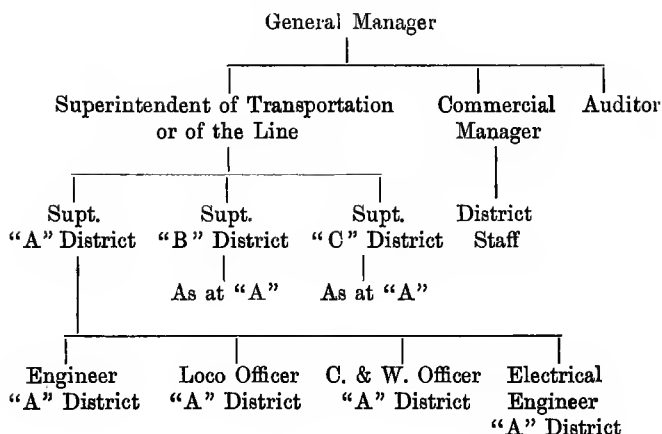 General Manager
Superintendent of Transportation
or of the Line
Commercial
Manager
Auditor
Supt.
“A” District
Supt.
“B” District
Supt.
“C” District
District
Staff
As at “A”
As at “A”
Engineer
“A” District
Loco Officer
“A” District
C. & W. Officer
“A” District
Electrical
Engineer
“A” District